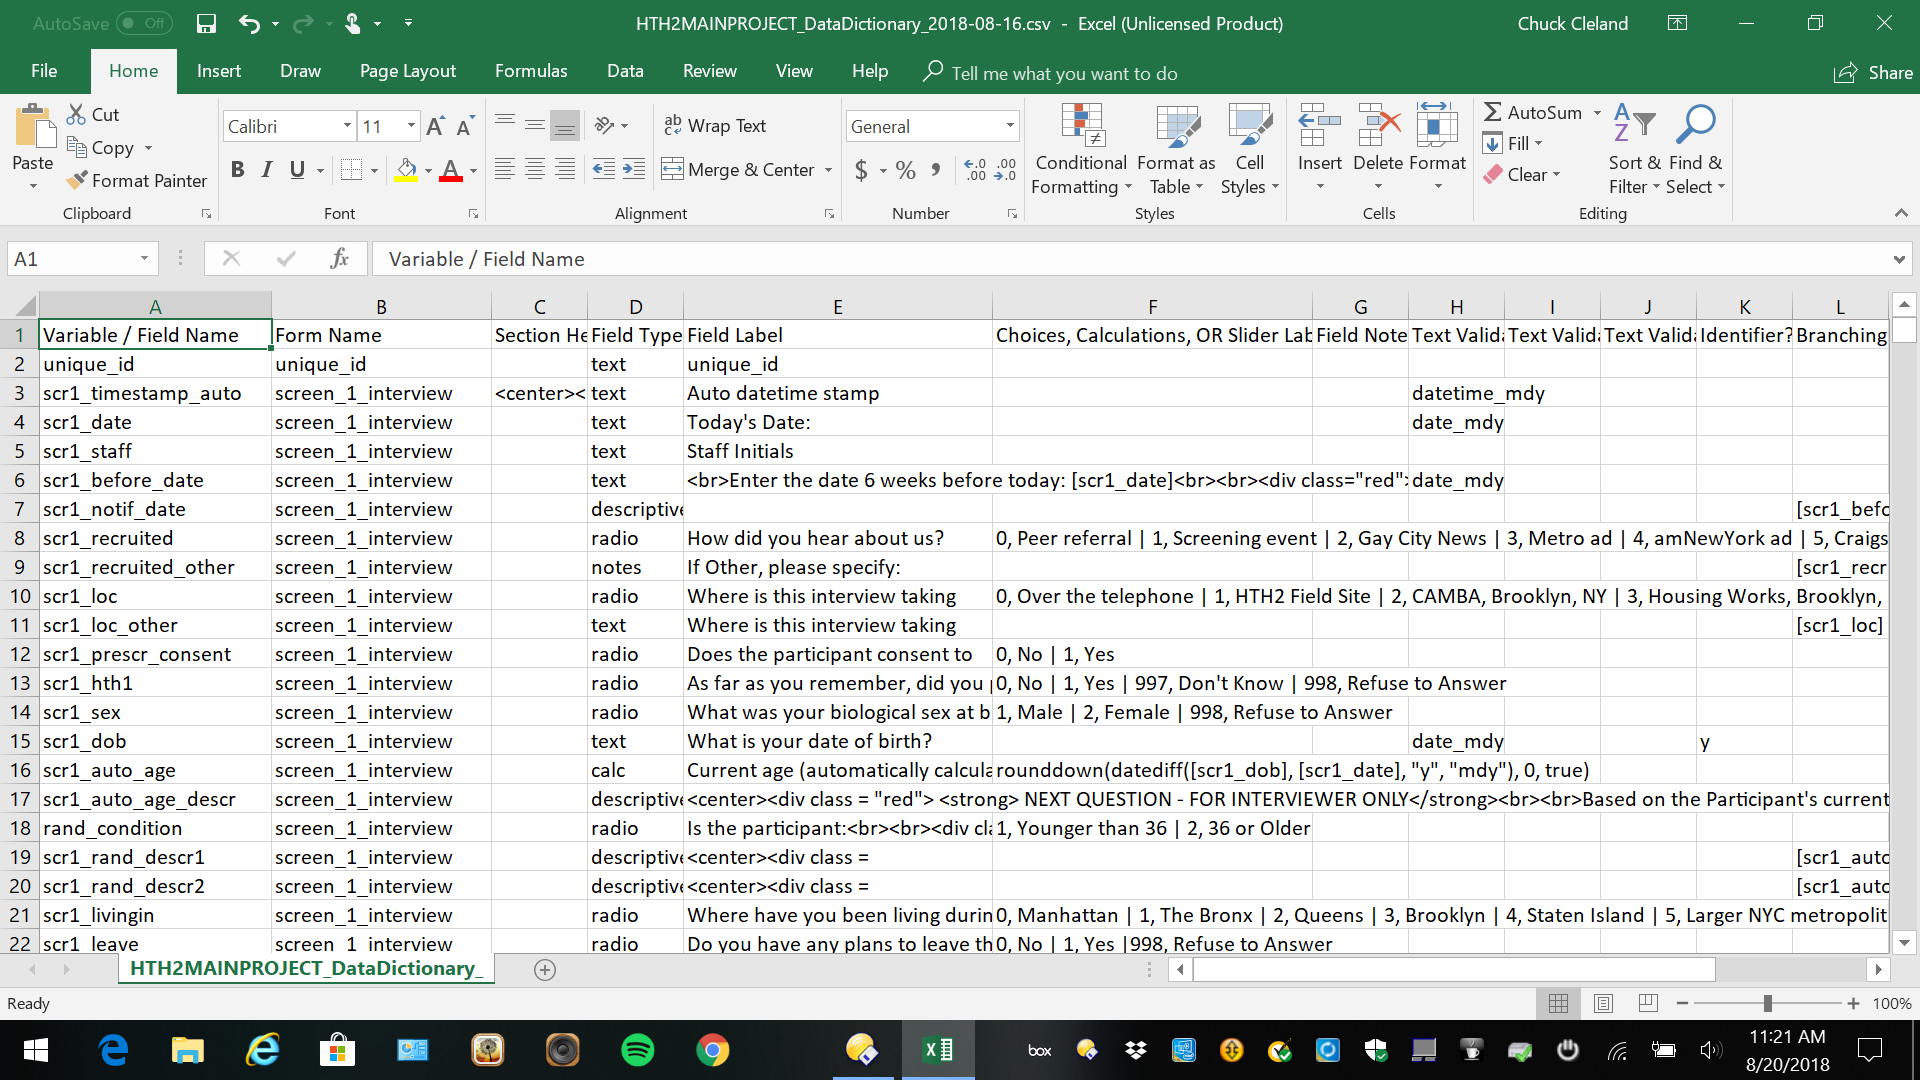 AutoSave Off HTH2MAINPROJECT_DataDictionary_2018-08-16.csv - Excel (Unlicensed Product) Chuck Cleland
File Home Insert Draw Page Layout Formulas Data Review View Help Tell me what you want to do Share
Paste Cut Copy Format Painter
Clipboard
Calibri 11
B I U A
Font
ab Wrap Text
Merge & Center
Alignment
General
$ % ,
Number
Conditional Formatting Format as Table Cell Styles
Styles
Insert Delete Format
Cells
AutoSum Fill Clear Sort & Filter Find & Select
Editing
A1 fx Variable / Field Name
A B C D E F G H I J K L
1 Variable / Field Name Form Name Section He Field Type Field Label Choices, Calculations, OR Slider Lab Field Note Text Valida Text Valida Text Valida Identifier? Branching
2 unique_id unique_id text unique_id
3 scr1_timestamp_auto screen_1_interview <center>< text Auto datetime stamp datetime_mdy
4 scr1_date screen_1_interview text Today's Date: date_mdy
5 scr1_staff screen_1_interview text Staff Initials
6 scr1_before_date screen_1_interview text <br>Enter the date 6 weeks before today: [scr1_date]<br><br><div class="red"> date_mdy
7 scr1_notif_date screen_1_interview descriptive [scr1_befo
8 scr1_recruited screen_1_interview radio How did you hear about us? 0, Peer referral | 1, Screening event | 2, Gay City News | 3, Metro ad | 4, amNewYork ad | 5, Craigs
9 scr1_recruited_other screen_1_interview notes If Other, please specify: [scr1_recr
10 scr1_loc screen_1_interview radio Where is this interview taking 0, Over the telephone | 1, HTH2 Field Site | 2, CAMBA, Brooklyn, NY | 3, Housing Works, Brooklyn,
11 scr1_loc_other screen_1_interview text Where is this interview taking [scr1_loc]
12 scr1_prescr_consent screen_1_interview radio Does the participant consent to 0, No | 1, Yes
13 scr1_hth1 screen_1_interview radio As far as you remember, did you 0, No | 1, Yes | 997, Don't Know | 998, Refuse to Answer
14 scr1_sex screen_1_interview radio What was your biological sex at b 1, Male | 2, Female | 998, Refuse to Answer
15 scr1_dob screen_1_interview text What is your date of birth? date_mdy y
16 scr1_auto_age screen_1_interview calc Current age (automatically calcula rounddown(datediff([scr1_dob], [scr1_date], "y", "mdy"), 0, true)
17 scr1_auto_age_descr screen_1_interview descriptive <center><div class = "red"> <strong> NEXT QUESTION - FOR INTERVIEWER ONLY</strong><br><br>Based on the Participant's current
18 rand_condition screen_1_interview radio Is the participant:<br><br><div cla 1, Younger than 36 | 2, 36 or Older
19 scr1_rand_descr1 screen_1_interview descriptive <center><div class = [scr1_auto
20 scr1_rand_descr2 screen_1_interview descriptive <center><div class = [scr1_auto
21 scr1_livingin screen_1_interview radio Where have you been living durin 0, Manhattan | 1, The Bronx | 2, Queens | 3, Brooklyn | 4, Staten Island | 5, Larger NYC metropolit
22 scr1_leave screen_1_interview radio Do you have any plans to leave th 0, No | 1, Yes |998, Refuse to Answer
HTH2MAINPROJECT_DataDictionary_
Ready 100%
box 11:21 AM
8/20/2018